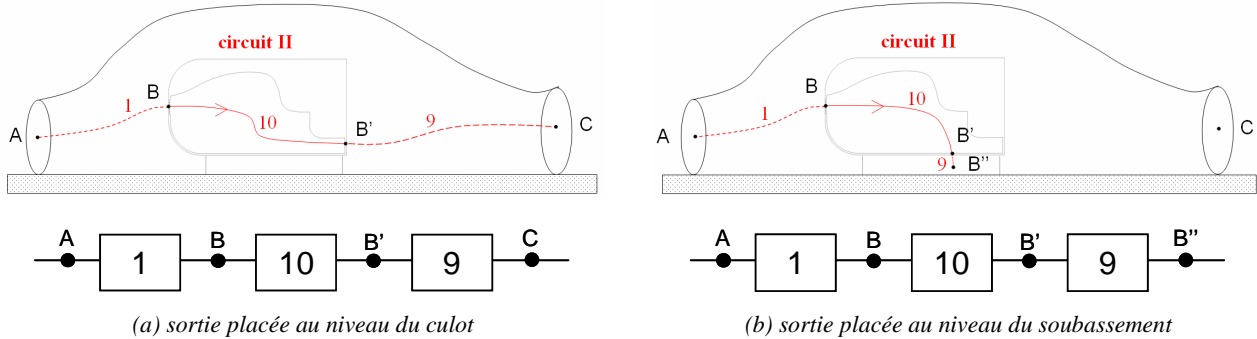 circuit II
A 1 B 10 B' 9 C
A B B' C
1 10 9
(a) sortie placée au niveau du culot
circuit II
A 1 B 10 B' 9 B'' C
A B B' B''
1 10 9
(b) sortie placée au niveau du soubassement